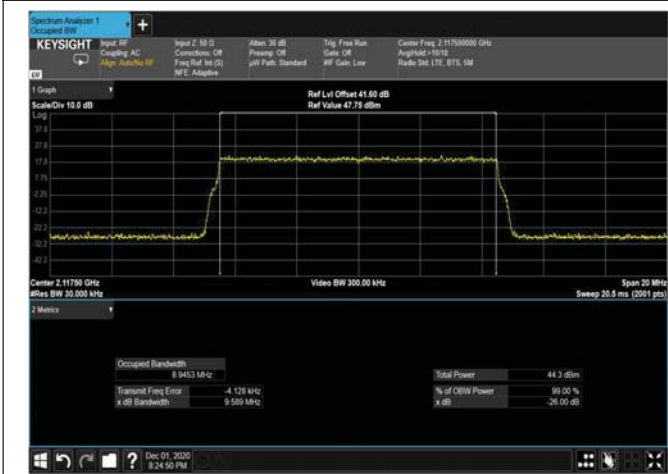 Spectrum Analyzer 1
Occupied BW
+
KEYSIGHT
Input: RF
Coupling: AC
Align: Auto/No RF
Input Z: 50 Ω
Corrections: Off
Freq Ref: Int (S)
NFE: Adaptive
Atten: 30 dB
Preamp: Off
µW Path: Standard
Trig: Free Run
Gate: Off
#IF Gain: Low
Center Freq: 2.117500000 GHz
Avg|Hold:>10/10
Radio Std: LTE, BTS, 5M
1 Graph
Scale/Div 10.0 dB
Ref Lvl Offset 41.60 dB
Ref Value 47.75 dBm
Log
37.8
27.8
17.8
7.75
-2.25
-12.2
-22.2
-32.2
-42.2
Center 2.11750 GHz
#Res BW 30.000 kHz
Video BW 300.00 kHz
Span 20 MHz
Sweep 20.5 ms (2001 pts)
2 Metrics
Occupied Bandwidth
8.9453 MHz
Transmit Freq Error -4.128 kHz
x dB Bandwidth 9.589 MHz
Total Power 44.3 dBm
% of OBW Power 99.00 %
x dB -26.00 dB
?
Dec 01, 2020
8:24:50 PM